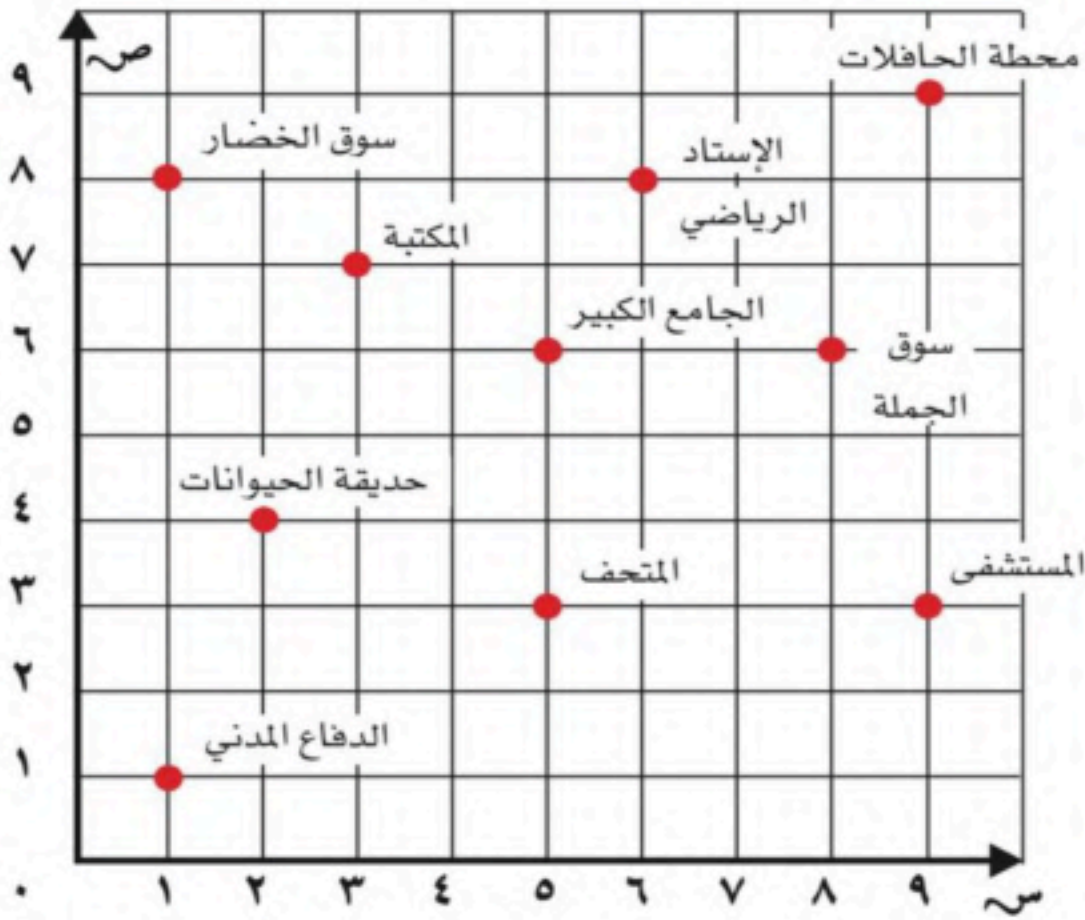 ص
٩
محطة الحافلات
سوق الخضار
الإستاد
٨
الرياضي
المكتبة
٧
الجامع الكبير
٦
سوق
الجملة
٥
حديقة الحيوانات
٤
المتحف
المستشفى
٣
٢
الدفاع المدني
١
٠ ١ ٢ ٣ ٤ ٥ ٦ ٧ ٨ ٩ س